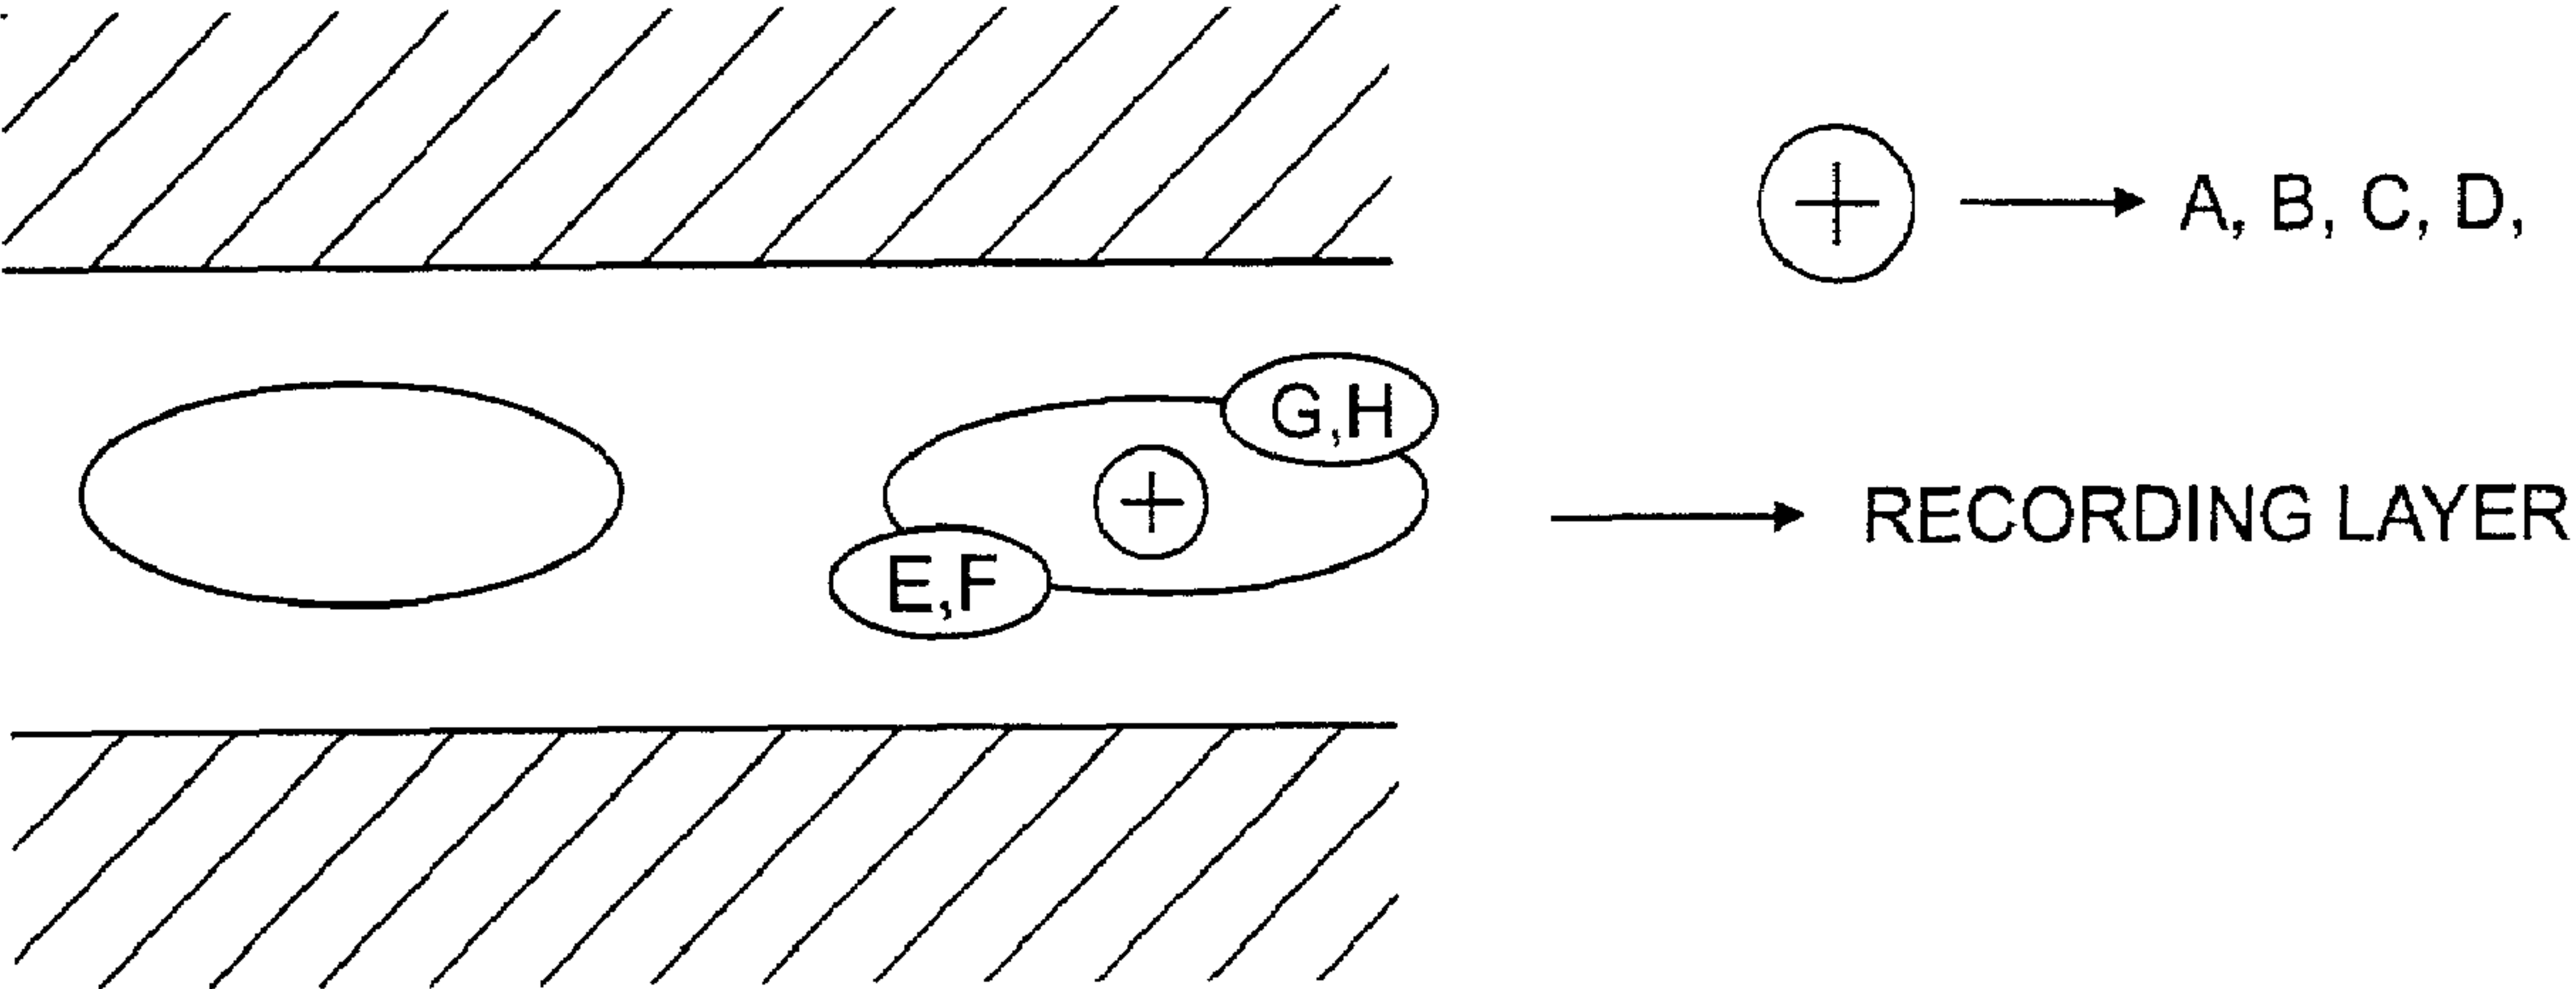 A, B, C, D,
G,H
E,F
RECORDING LAYER